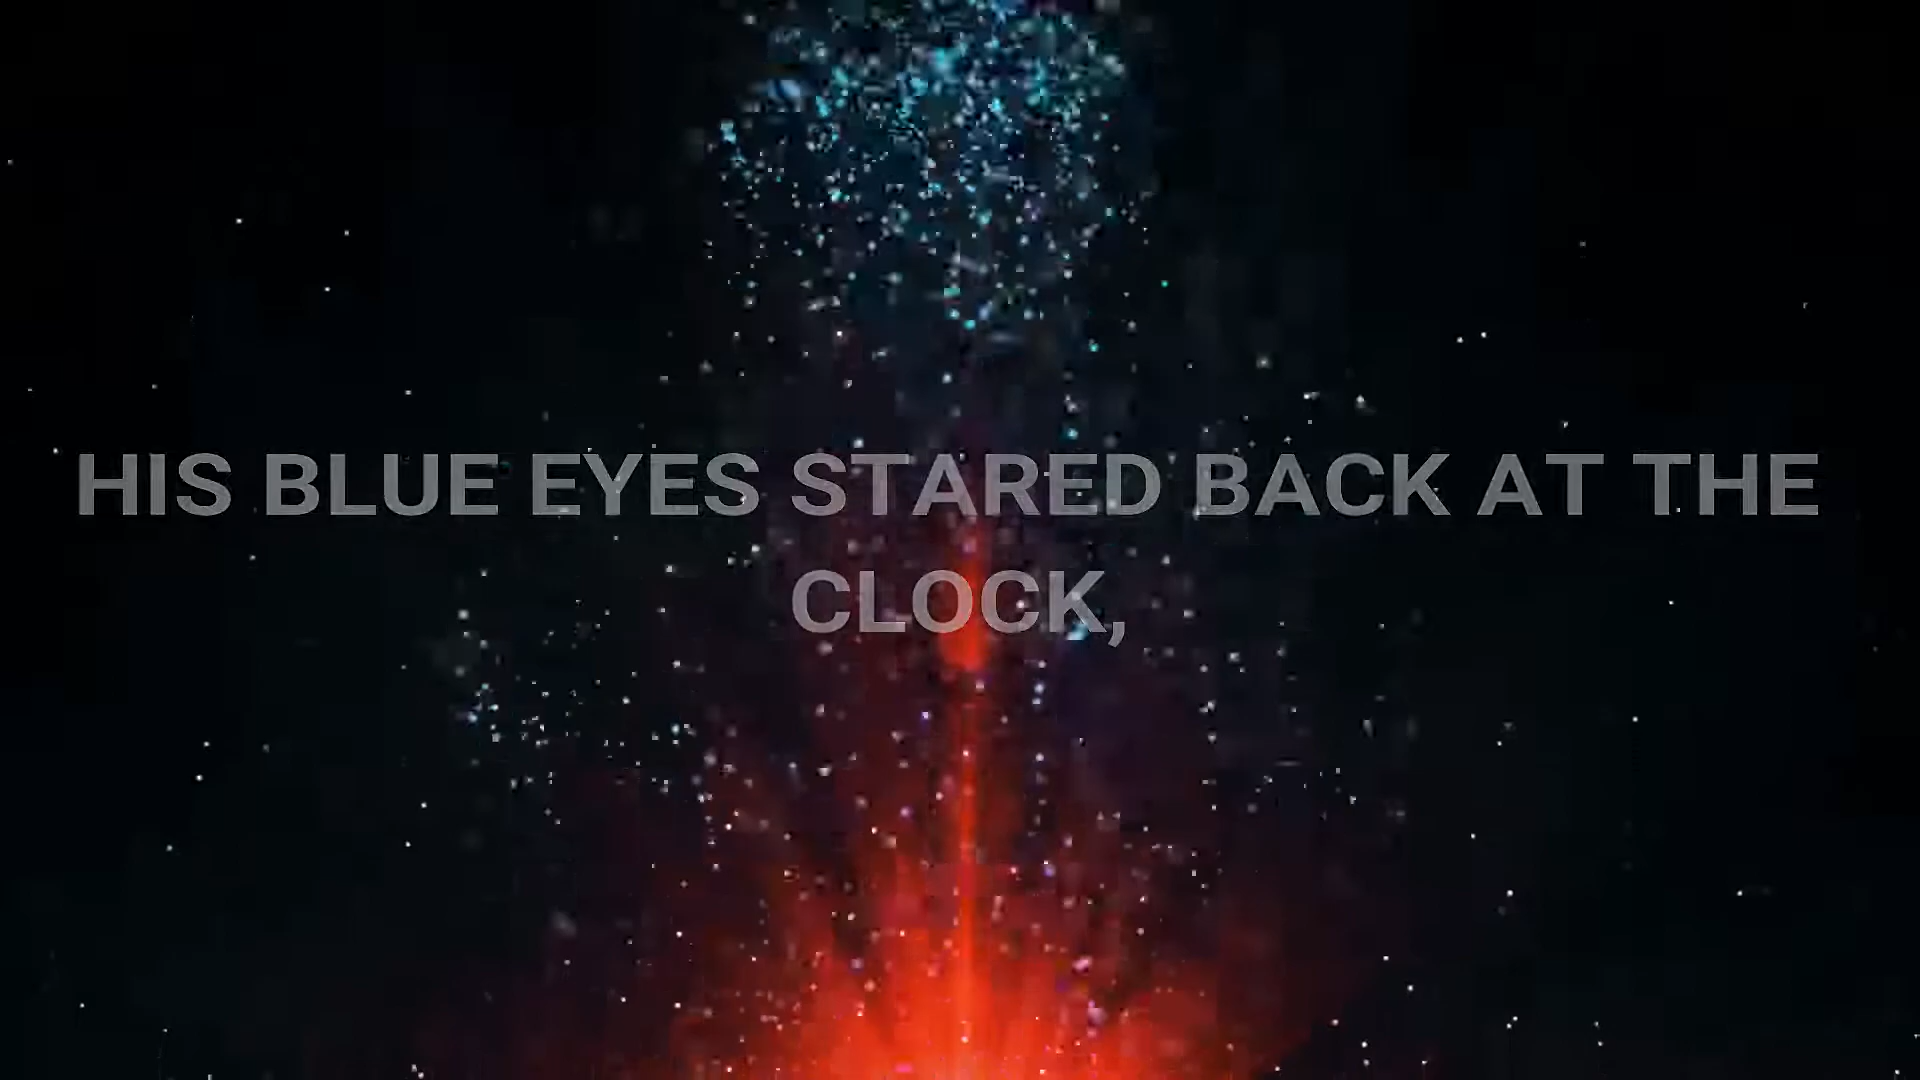 HIS BLUE EYES STARED BACK AT THE
CLOCK,